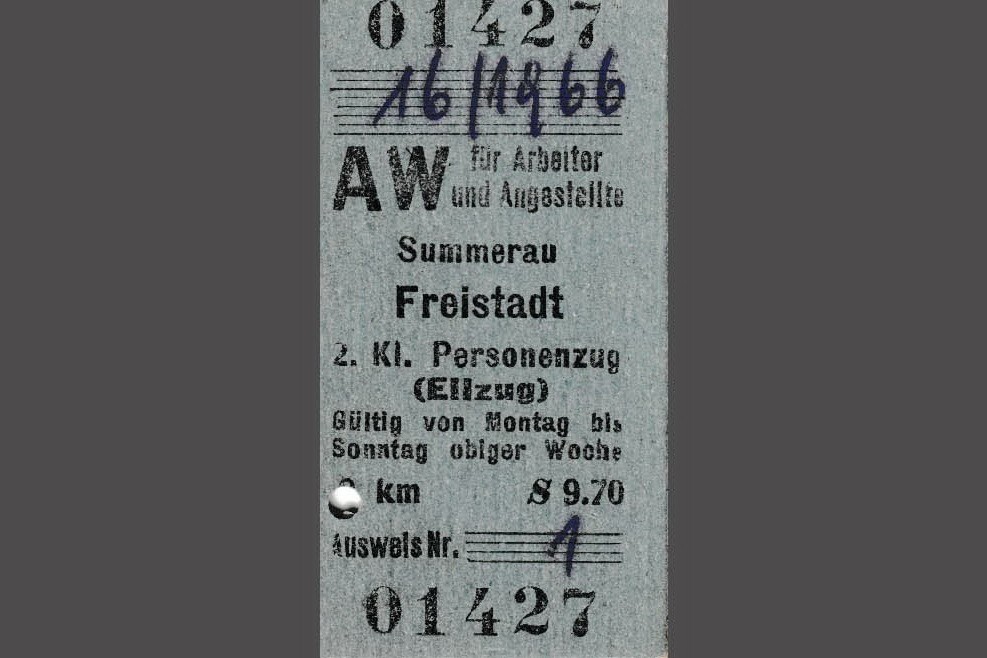 01427
16/1966
AW für Arbeiter
und Angestellte
Summerau
Freistadt
2. Kl. Personenzug
(Eilzug)
Gültig von Montag bis
Sonntag obiger Woche
km S 9.70
Ausweis Nr. 1
01427